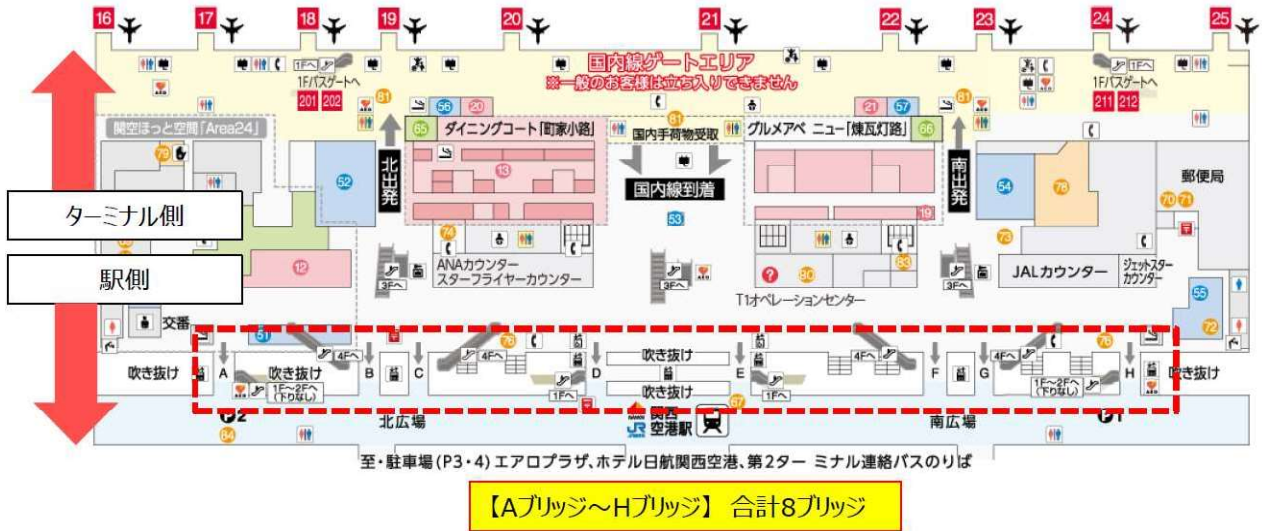 16 17 18 19 20 21 22 23 24 25
国内線ゲートエリア
※一般のお客様は立ち入りできません
1Fへ
1Fバスゲートへ
201 202
1Fへ
1Fバスゲートへ
211 212
81
56
20
81
21
57
81
関空ほっと空間「Area24」
65
ダイニングコート「町家小路」
国内手荷物受取
グルメアベニュー「煉瓦灯路」
66
79
52
北出発
13
国内線到着
53
19
南出発
54
78
郵便局
70 71
ターミナル側
駅側
12
74
ANAカウンター
スターフライヤーカウンター
3Fへ
3Fへ
?
80
83
T1オペレーションセンター
3Fへ
73
JALカウンター
ジェットスター
カウンター
55
72
交番
51
4Fへ
76
4Fへ
4Fへ
76
4Fへ
吹き抜け
A
吹き抜け
B
C
D
吹き抜け
吹き抜け
E
F
G
H
吹き抜け
1F~2Fへ
(下りなし)
1Fへ
1Fへ
1F~2Fへ
(下りなし)
P2
84
北広場
NANKAI
JR
関西
空港駅
67
南広場
P1
至・駐車場(P3・4) エアロプラザ、ホテル日航関西空港、第2ターミナル連絡バスのりば
【Aブリッジ~Hブリッジ】 合計8ブリッジ